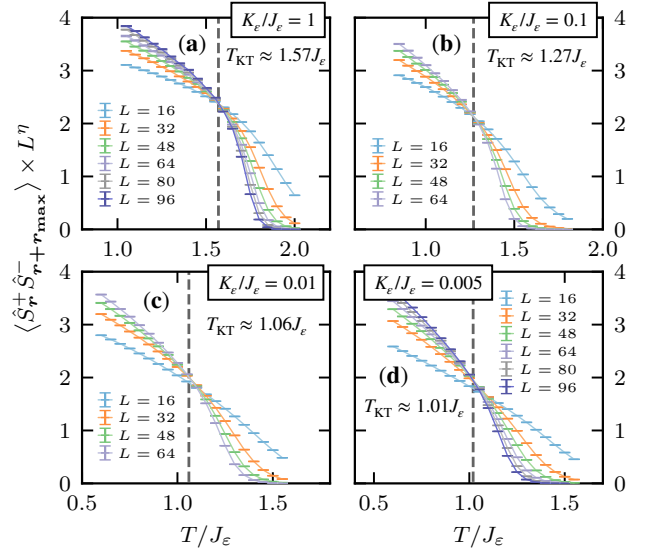 ⟨Ŝ⁺ᵣ Ŝ⁻ᵣ₊ᵣₘₐₓ⟩ × L^η
4
3
2
1
0
1.0
1.5
2.0
K_ε/J_ε = 1
(a)
T_KT ≈ 1.57J_ε
L = 16
L = 32
L = 48
L = 64
L = 80
L = 96
1.0
1.5
2.0
K_ε/J_ε = 0.1
(b)
T_KT ≈ 1.27J_ε
L = 16
L = 32
L = 48
L = 64
4
3
2
1
0
0.5
1.0
1.5
K_ε/J_ε = 0.01
(c)
T_KT ≈ 1.06J_ε
L = 16
L = 32
L = 48
L = 64
T/J_ε
0.5
1.0
1.5
K_ε/J_ε = 0.005
(d)
T_KT ≈ 1.01J_ε
L = 16
L = 32
L = 48
L = 64
L = 80
L = 96
T/J_ε